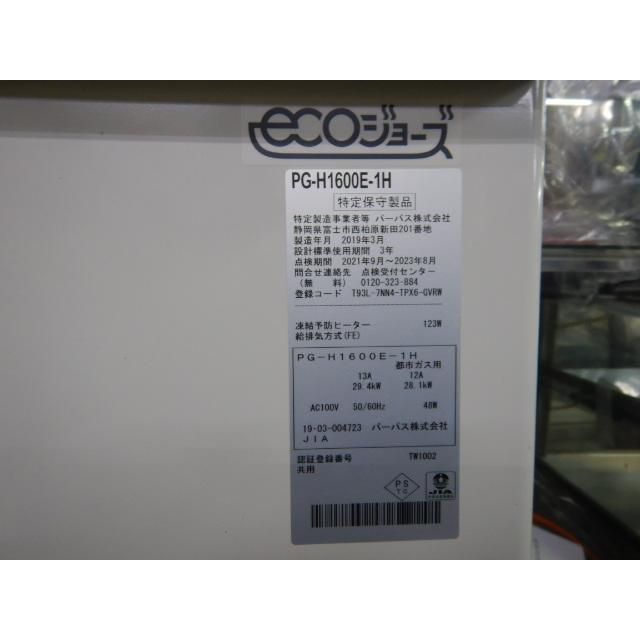 ecoジョーズ
PG-H1600E-1H
特定保守製品
特定製造事業者等 パーパス株式会社
静岡県富士市西柏原新田201番地
製造年月 2019年3月
設計標準使用期間 3年
点検期間 2021年9月～2023年8月
問合せ連絡先 点検受付センター
(無 料) 0120-323-884
登録コード T93L-7NN4-TPX6-GVRW
凍結予防ヒーター 123W
給排気方式(FE)
PG-H1600E-1H
都市ガス用
13A 12A
29.4kW 28.1kW
AC100V 50/60Hz 48W
19-03-004723 パーパス株式会社
JIA
認証登録番号 TW1002
共用
PS
TG
JIA